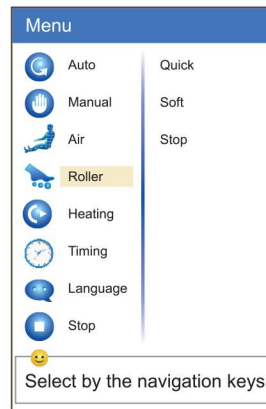 Menu
Auto
Manual
Air
Roller
Heating
Timing
Language
Stop
Quick
Soft
Stop
Select by the navigation keys